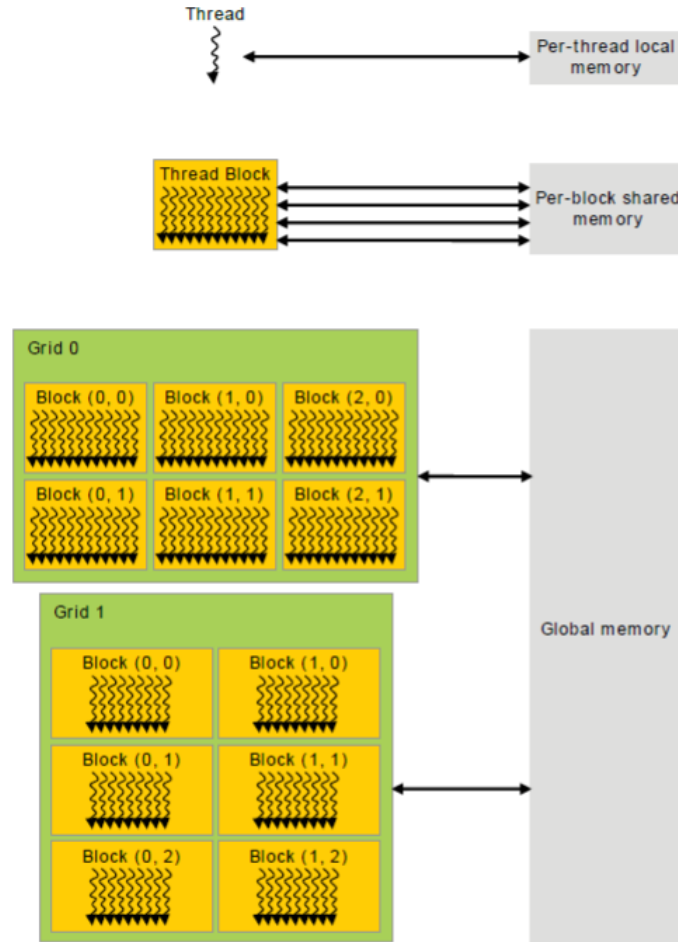 Thread
Per-thread local
memory
Thread Block
Per-block shared
memory
Grid 0
Block (0, 0)
Block (1, 0)
Block (2, 0)
Block (0, 1)
Block (1, 1)
Block (2, 1)
Grid 1
Block (0, 0)
Block (1, 0)
Global memory
Block (0, 1)
Block (1, 1)
Block (0, 2)
Block (1, 2)